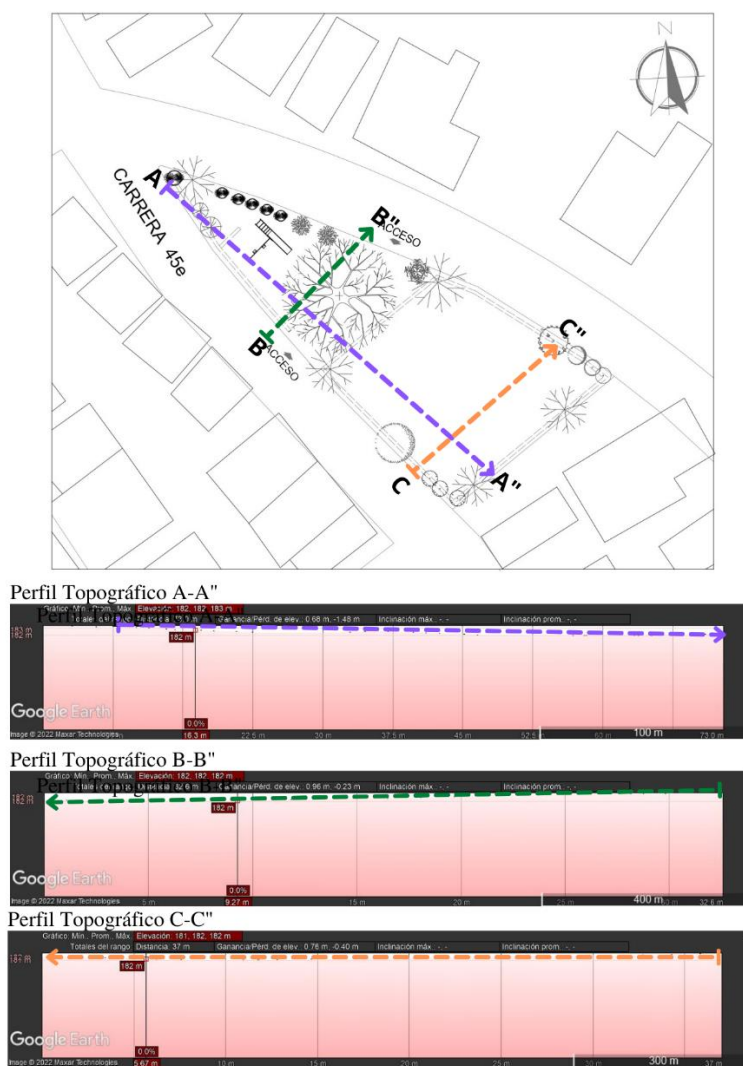 N
A
CARRERA 45e
B"
ACCESO
B
ACCESO
C"
C
A"
Perfil Topográfico A-A"
Gráfico: Mín., Prom., Máx. Elevación: 182, 182, 183 m
Ganancia/Pérd. de elev.: 0.68 m, -1.48 m Inclinación máx.: -, - Inclinación prom.: -, -
183 m
182 m
182 m
Google Earth
0.0%
Image © 2022 Maxar Technologies 16.3 m 22.5 m 30 m 37.5 m 45 m 60 m 100 m 73.0 m
Perfil Topográfico B-B"
Gráfico: Mín., Prom., Máx. Elevación: 182, 182, 182 m
Ganancia/Pérd. de elev.: 0.96 m, -0.23 m Inclinación máx.: -, - Inclinación prom.: -, -
182 m
182 m
Google Earth
0.0%
Image © 2022 Maxar Technologies 5 m 9.27 m 15 m 20 m 25 m 400 m 30 m 32.6 m
Perfil Topográfico C-C"
Gráfico: Mín., Prom., Máx. Elevación: 181, 182, 182 m
Totales del rango: Distancia: 37 m Ganancia/Pérd. de elev.: 0.76 m, -0.40 m Inclinación máx.: -, - Inclinación prom.: -, -
182 m
Google Earth
0.0%
Image © 2022 Maxar Technologies 5.67 m 10 m 15 m 20 m 25 m 300 m 37 m